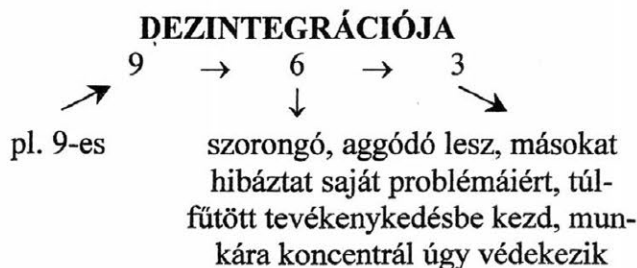 DEZINTEGRÁCIÓJA
9 → 6 → 3
↓
pl. 9-es
szorongó, aggódó lesz, másokat
hibáztat saját problémáiért, túl-
fűtött tevékenykedésbe kezd, mun-
kára koncentrál úgy védekezik